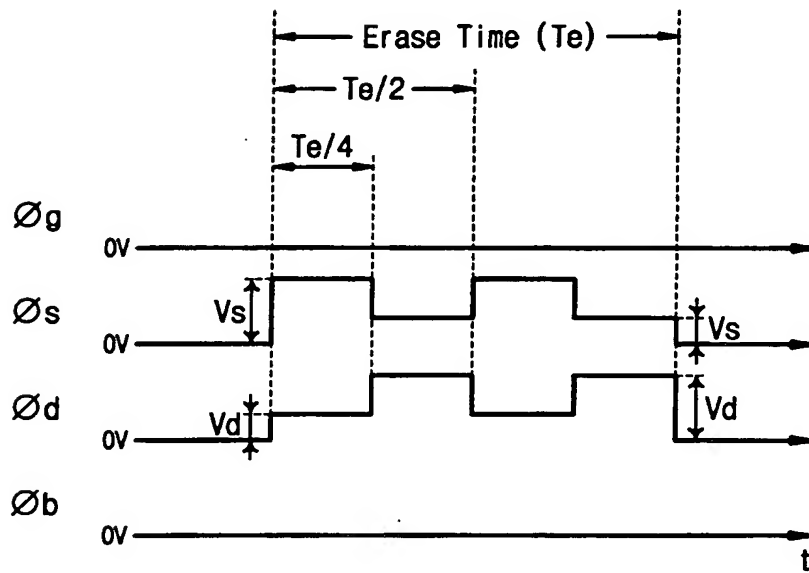 Erase Time (Te)
Te/2
Te/4
Øg
0V
Øs
Vs
0V
Vs
Ød
Vd
0V
Vd
Øb
0V
t